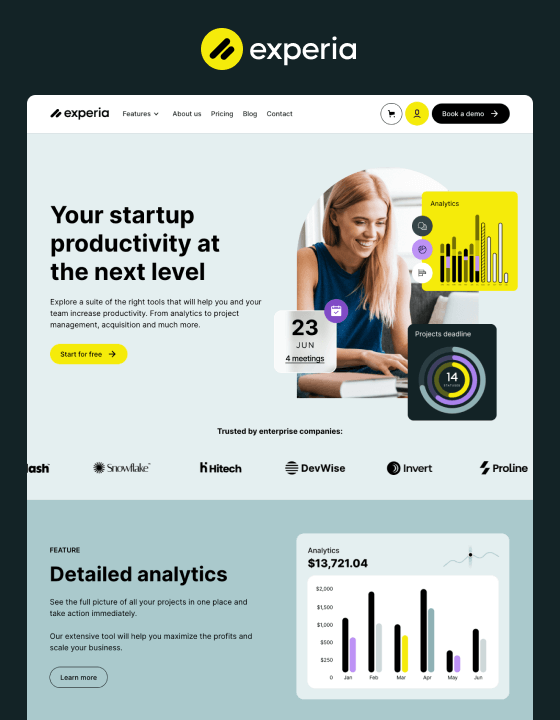 experia
experia
Features
About us
Pricing
Blog
Contact
Book a demo
Your startup
productivity at
the next level
Explore a suite of the right tools that will help you and your
team increase productivity. From analytics to project
management, acquisition and much more.
Start for free
Analytics
23
JUN
4 meetings
Projects deadline
14
Trusted by enterprise companies:
lash
Snowflake
Hitech
DevWise
Invert
Proline
FEATURE
Detailed analytics
See the full picture of all your projects in one place and
take action immediately.
Our extensive tool will help you maximize the profits and
scale your business.
Learn more
Analytics
$13,721.04
$2,000
$1,500
$1,000
$500
$250
0
Jan
Feb
Mar
Apr
May
Jun